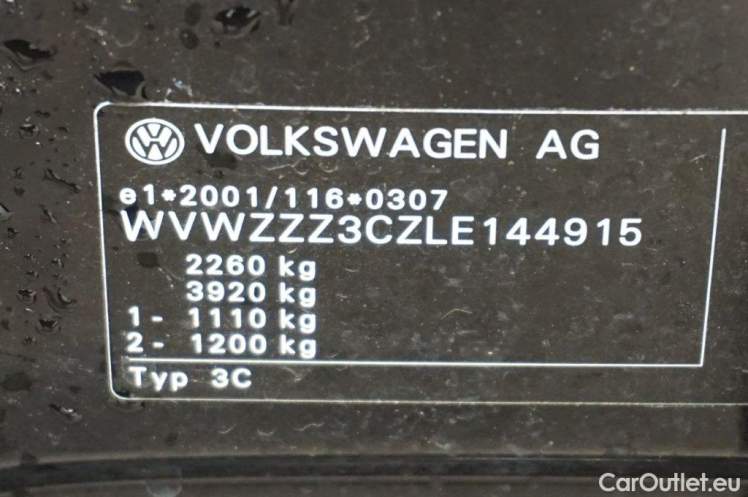 VOLKSWAGEN AG
e1*2001/116*0307
WVWZZZ3CZLE144915
2260 kg
3920 kg
1- 1110 kg
2- 1200 kg
Typ 3C
CarOutlet.eu